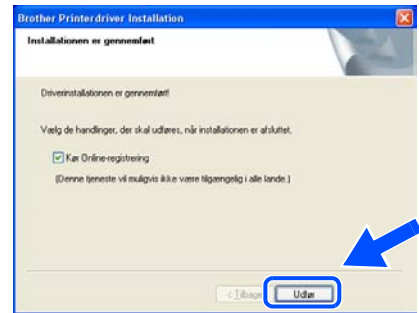 Brother Printerdriver Installation
Installationen er gennemført
Driverinstallationen er gennemført!
Vælg de handlinger, der skal udføres, når installationen er afsluttet.
Kør Online-registrering
(Denne tjeneste vil muligvis ikke være tilgængelig i alle lande.)
< Tilbage
Udfør